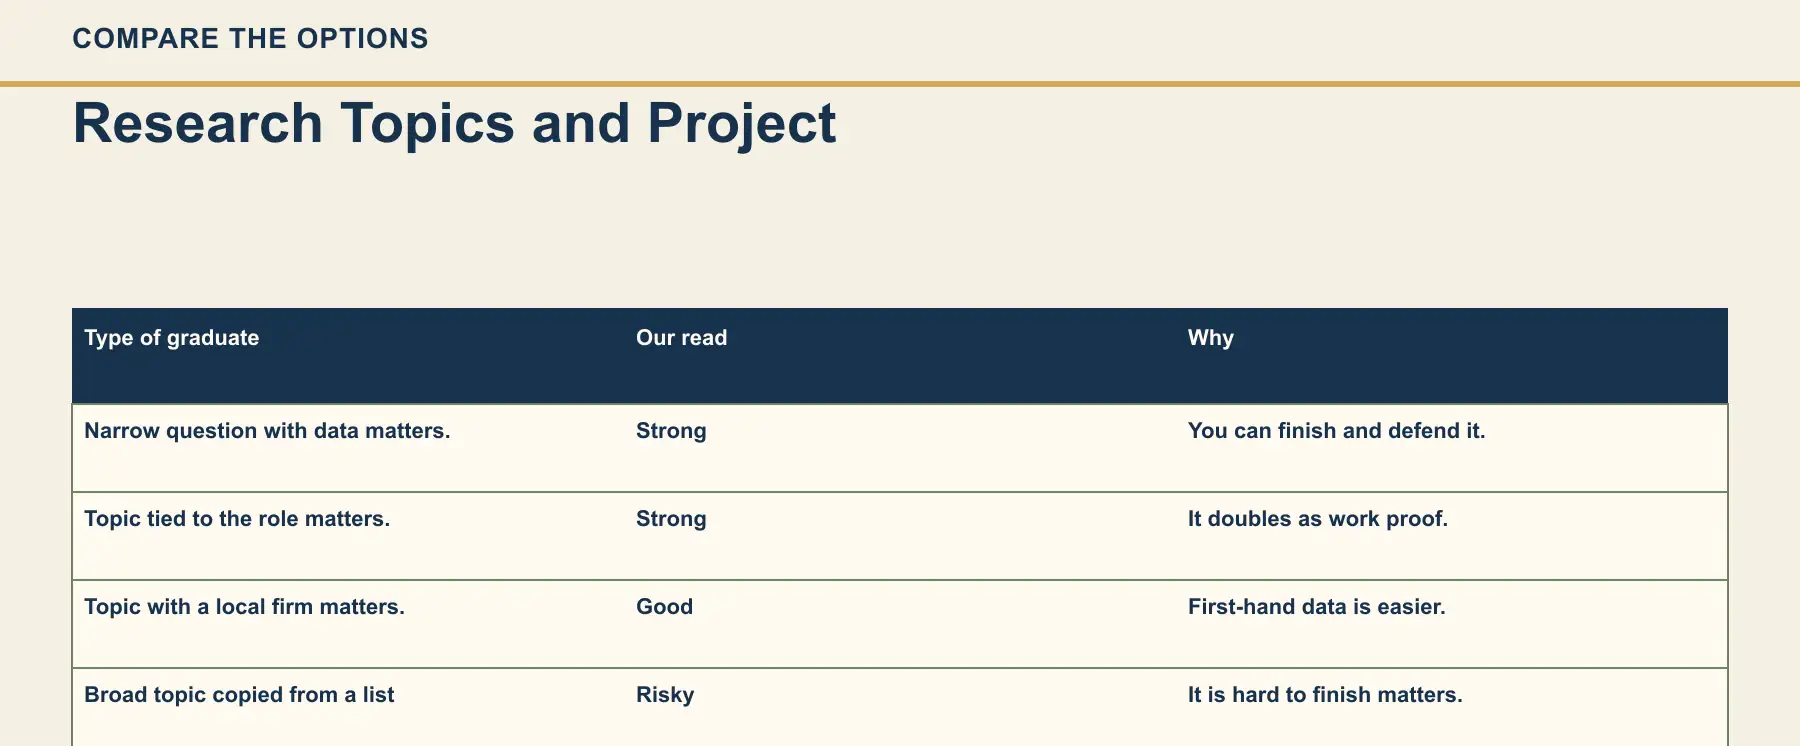 COMPARE THE OPTIONS
Research Topics and Project
Type of graduate Our read Why
Narrow question with data matters. Strong You can finish and defend it.
Topic tied to the role matters. Strong It doubles as work proof.
Topic with a local firm matters. Good First-hand data is easier.
Broad topic copied from a list Risky It is hard to finish matters.